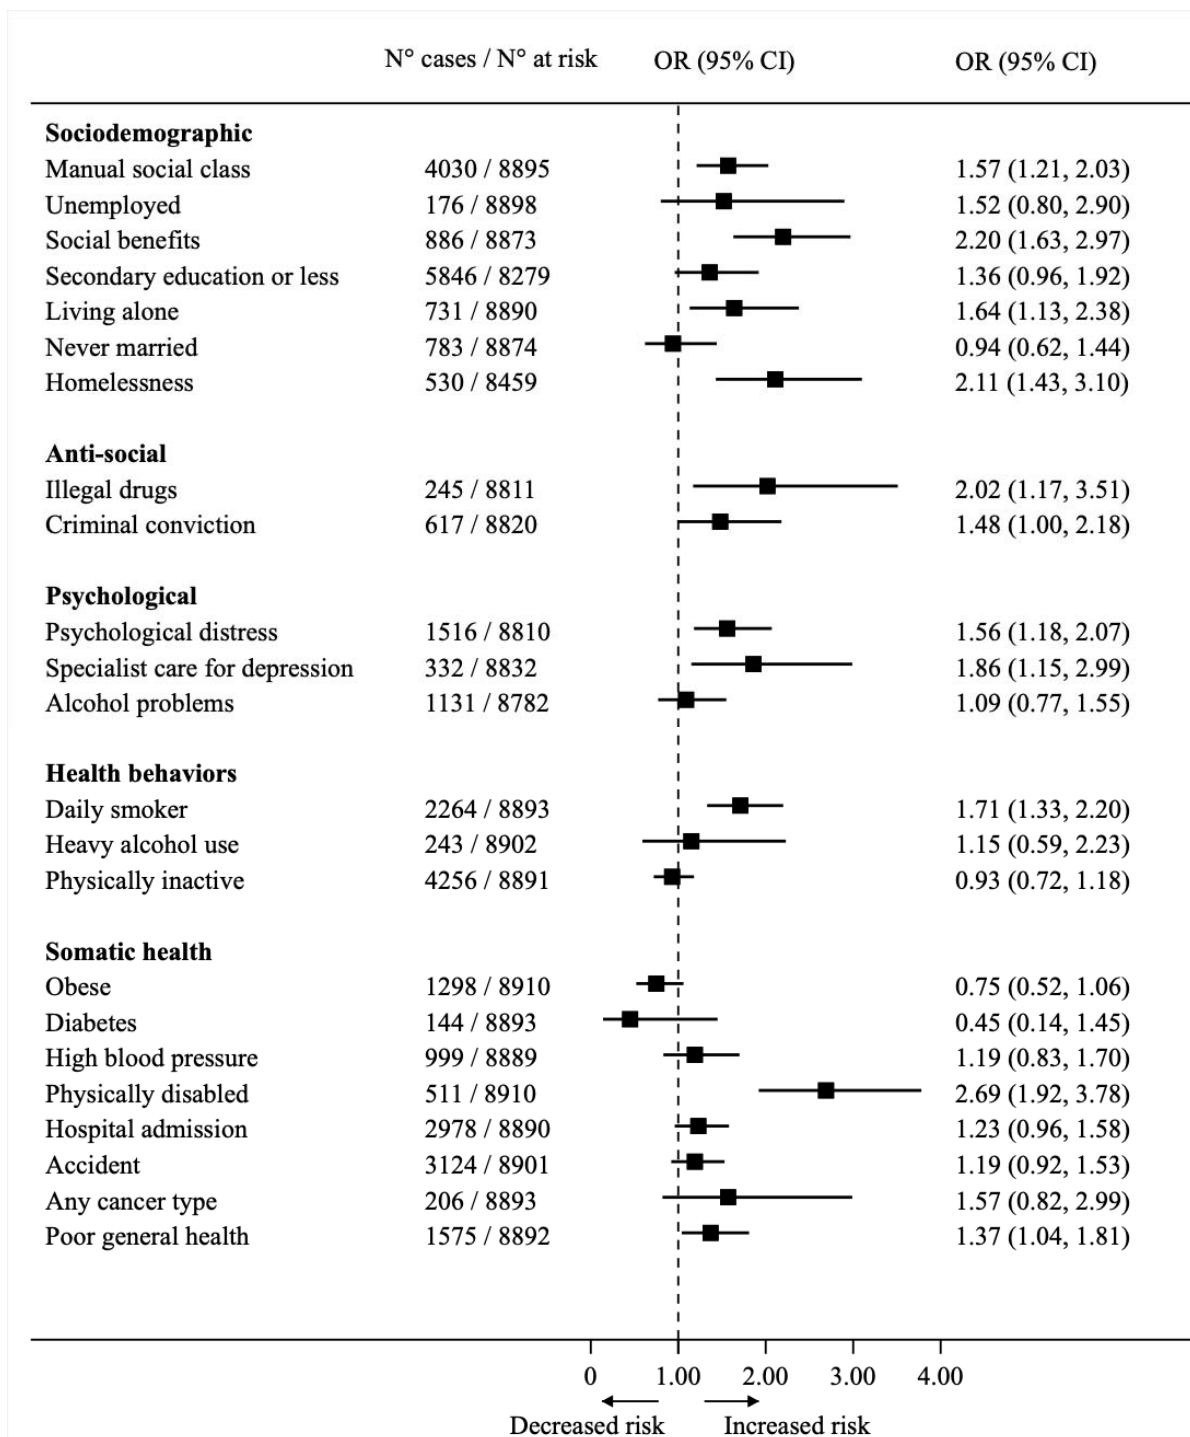 N° cases / N° at risk OR (95% CI) OR (95% CI)
Sociodemographic
Manual social class 4030 / 8895 1.57 (1.21, 2.03)
Unemployed 176 / 8898 1.52 (0.80, 2.90)
Social benefits 886 / 8873 2.20 (1.63, 2.97)
Secondary education or less 5846 / 8279 1.36 (0.96, 1.92)
Living alone 731 / 8890 1.64 (1.13, 2.38)
Never married 783 / 8874 0.94 (0.62, 1.44)
Homelessness 530 / 8459 2.11 (1.43, 3.10)
Anti-social
Illegal drugs 245 / 8811 2.02 (1.17, 3.51)
Criminal conviction 617 / 8820 1.48 (1.00, 2.18)
Psychological
Psychological distress 1516 / 8810 1.56 (1.18, 2.07)
Specialist care for depression 332 / 8832 1.86 (1.15, 2.99)
Alcohol problems 1131 / 8782 1.09 (0.77, 1.55)
Health behaviors
Daily smoker 2264 / 8893 1.71 (1.33, 2.20)
Heavy alcohol use 243 / 8902 1.15 (0.59, 2.23)
Physically inactive 4256 / 8891 0.93 (0.72, 1.18)
Somatic health
Obese 1298 / 8910 0.75 (0.52, 1.06)
Diabetes 144 / 8893 0.45 (0.14, 1.45)
High blood pressure 999 / 8889 1.19 (0.83, 1.70)
Physically disabled 511 / 8910 2.69 (1.92, 3.78)
Hospital admission 2978 / 8890 1.23 (0.96, 1.58)
Accident 3124 / 8901 1.19 (0.92, 1.53)
Any cancer type 206 / 8893 1.57 (0.82, 2.99)
Poor general health 1575 / 8892 1.37 (1.04, 1.81)
0 1.00 2.00 3.00 4.00
Decreased risk Increased risk